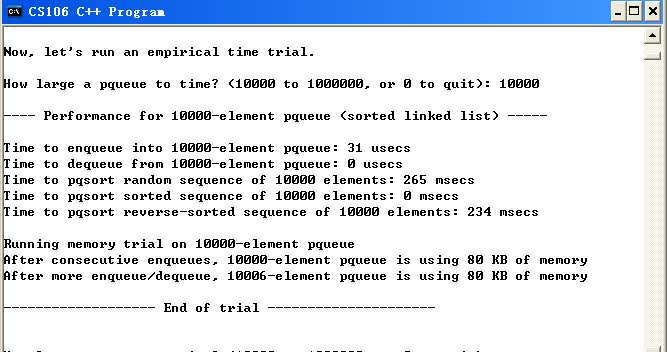 CS106 C++ Program
Now, let's run an empirical time trial.
How large a pqueue to time? (10000 to 1000000, or 0 to quit): 10000
---- Performance for 10000-element pqueue (sorted linked list) -----
Time to enqueue into 10000-element pqueue: 31 usecs
Time to dequeue from 10000-element pqueue: 0 usecs
Time to pqsort random sequence of 10000 elements: 265 msecs
Time to pqsort sorted sequence of 10000 elements: 0 msecs
Time to pqsort reverse-sorted sequence of 10000 elements: 234 msecs
Running memory trial on 10000-element pqueue
After consecutive enqueues, 10000-element pqueue is using 80 KB of memory
After more enqueue/dequeue, 10006-element pqueue is using 80 KB of memory
------------------ End of trial --------------------